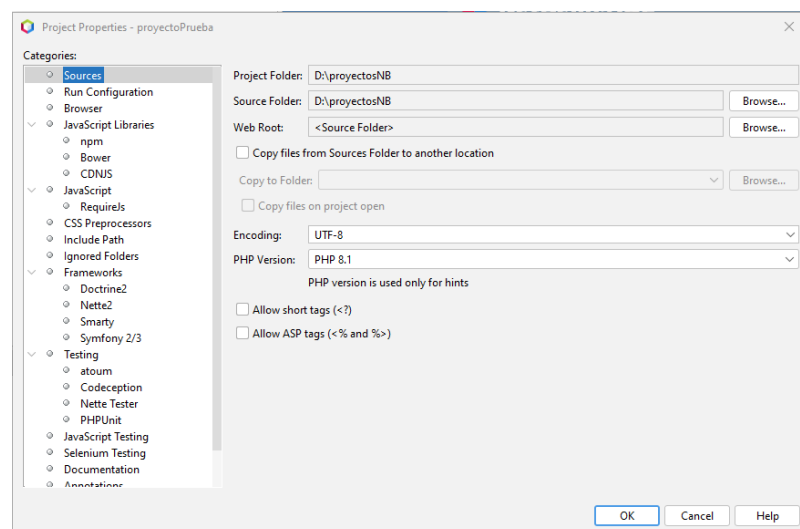 Project Properties - proyectoPrueba
Categories:
Sources
Run Configuration
Browser
JavaScript Libraries
npm
Bower
CDNJS
JavaScript
RequireJs
CSS Preprocessors
Include Path
Ignored Folders
Frameworks
Doctrine2
Nette2
Smarty
Symfony 2/3
Testing
atoum
Codeception
Nette Tester
PHPUnit
JavaScript Testing
Selenium Testing
Documentation
Annotations
Project Folder: D:\proyectosNB
Source Folder: D:\proyectosNB Browse...
Web Root: <Source Folder> Browse...
Copy files from Sources Folder to another location
Copy to Folder: Browse...
Copy files on project open
Encoding: UTF-8
PHP Version: PHP 8.1
PHP version is used only for hints
Allow short tags (<?)
Allow ASP tags (<% and %>)
OK Cancel Help